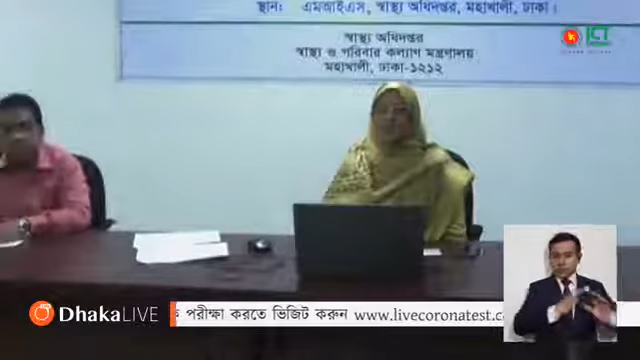 স্থান: এমআইএস, স্বাস্থ্য অধিদপ্তর, মহাখালী, ঢাকা।
স্বাস্থ্য অধিদপ্তর
স্বাস্থ্য ও পরিবার কল্যাণ মন্ত্রণালয়
মহাখালী, ঢাকা-১২১২
ICT
DhakaLIVE
পরীক্ষা করতে ভিজিট করুন www.livecoronatest.c